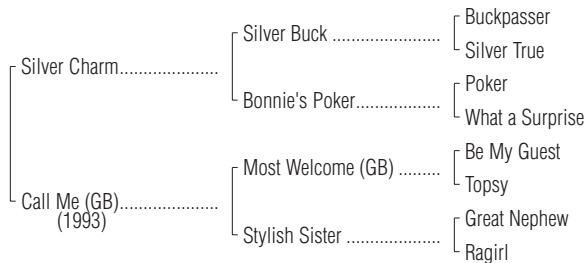 Buckpasser
Silver Buck ......................
Silver True
Silver Charm....................
Poker
Bonnie's Poker.................
What a Surprise
Be My Guest
Most Welcome (GB) ........
Topsy
Call Me (GB)....................
(1993)
Great Nephew
Stylish Sister ...................
Ragirl